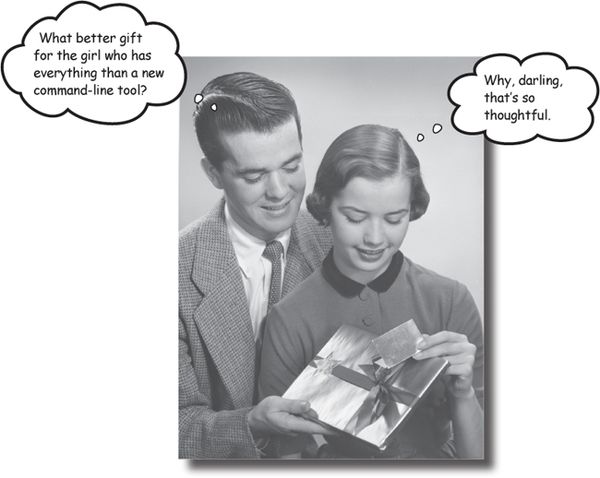 What better gift
for the girl who has
everything than a new
command-line tool?
Why, darling,
that's so
thoughtful.